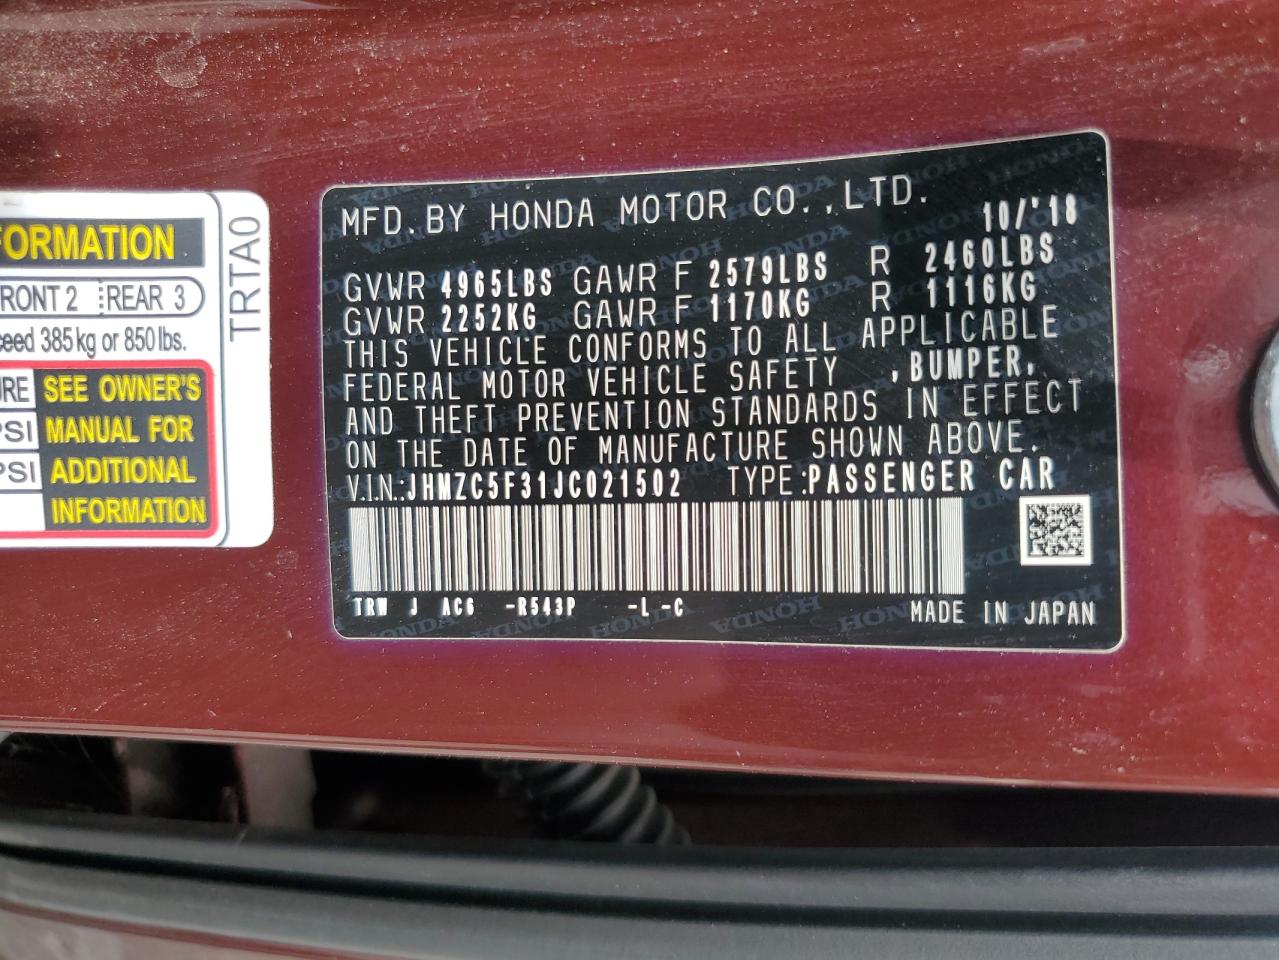 FORMATION
FRONT 2 REAR 3
ceed 385 kg or 850 lbs.
SEE OWNER'S
MANUAL FOR
PSI
PSI
ADDITIONAL
INFORMATION
TRTA0
MFD. BY HONDA MOTOR CO., LTD. 10/'18
GVWR 4965LBS GAWR F 2579LBS R 2460LBS
GVWR 2252KG GAWR F 1170KG R 1116KG
THIS VEHICLE CONFORMS TO ALL APPLICABLE
FEDERAL MOTOR VEHICLE SAFETY ,BUMPER,
AND THEFT PREVENTION STANDARDS IN EFFECT
ON THE DATE OF MANUFACTURE SHOWN ABOVE.
V.I.N.:JHMZC5F31JC021502 TYPE:PASSENGER CAR
TRW J AC6 -R543P -L -C MADE IN JAPAN